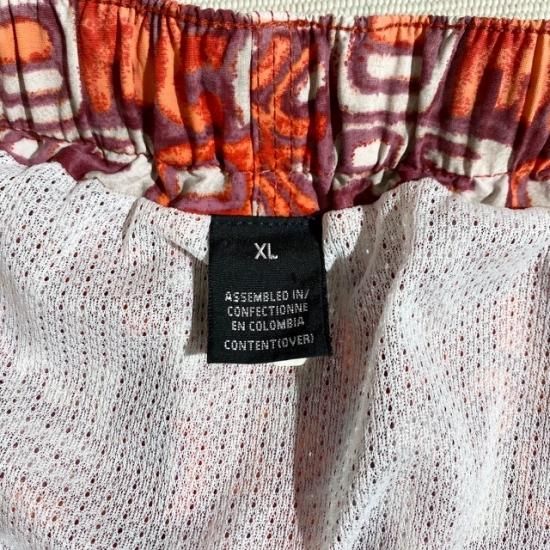 XL
ASSEMBLED IN/
CONFECTIONNE
EN COLOMBIA
CONTENT(OVER)